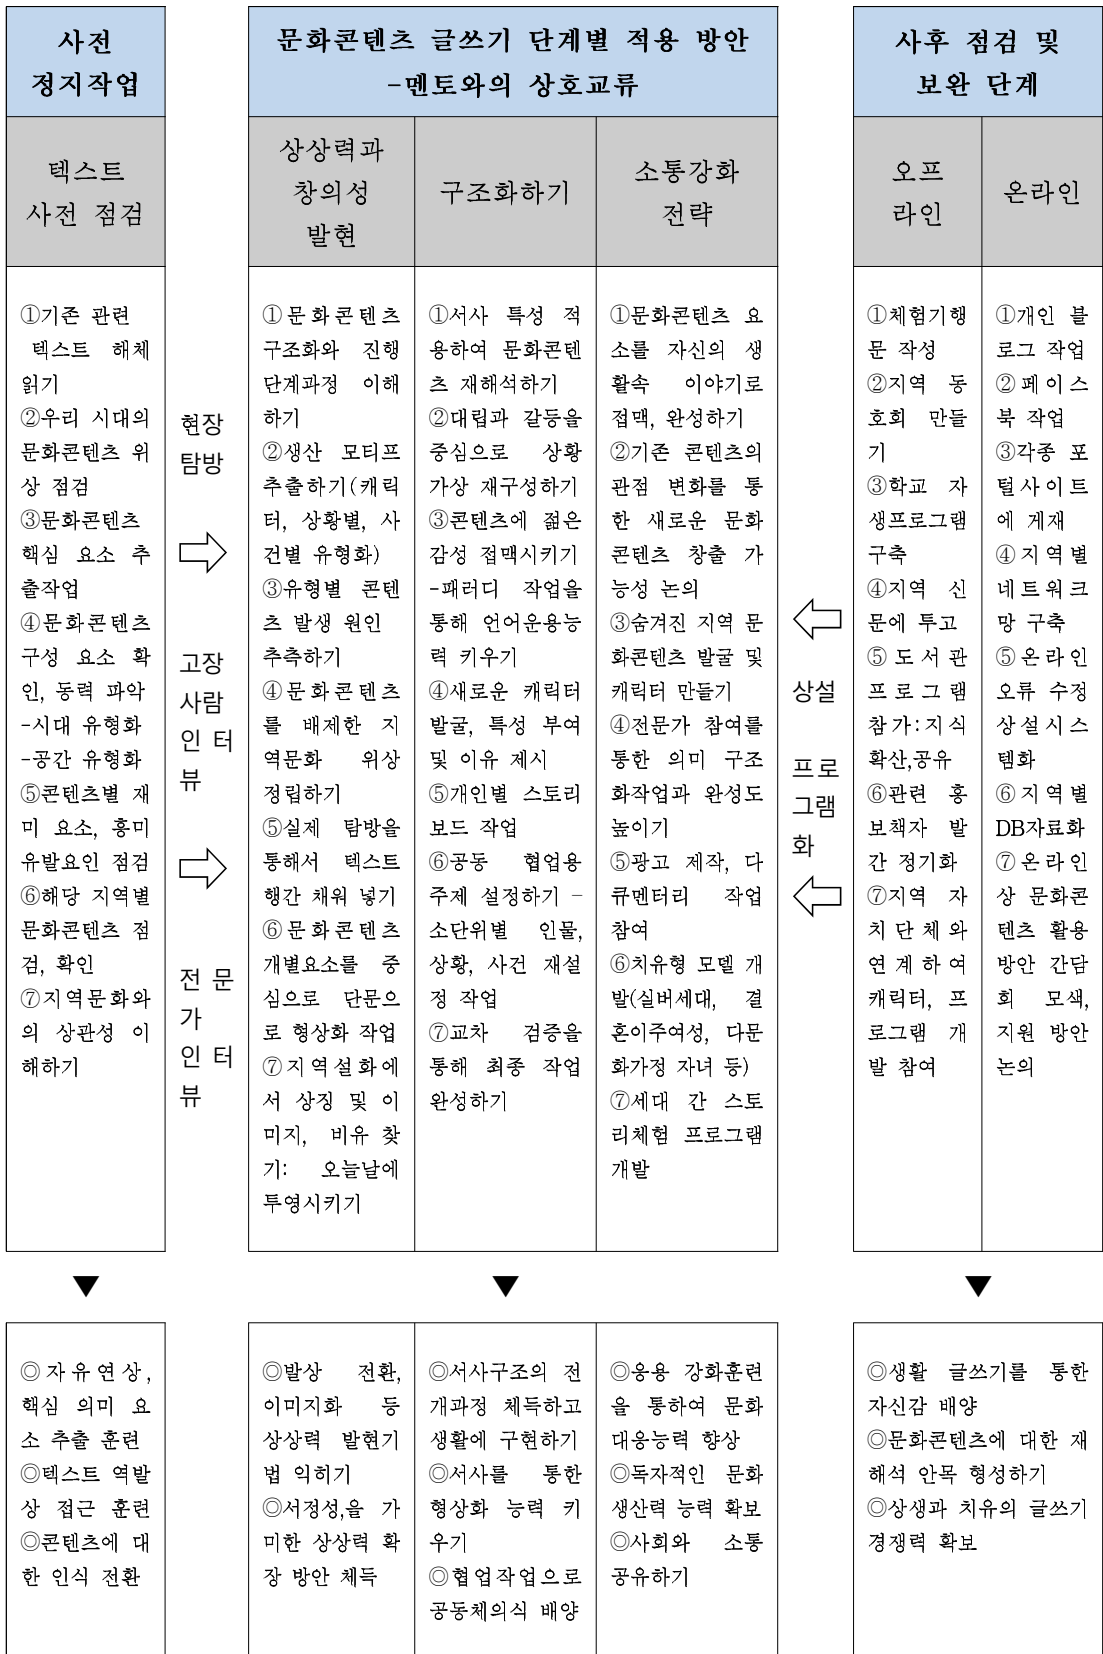 사전
정지작업
문화콘텐츠 글쓰기 단계별 적용 방안
-멘토와의 상호교류
사후 점검 및
보완 단계
텍스트
사전 점검
상상력과
창의성
발현
구조화하기
소통강화
전략
오프
라인
온라인
①기존 관련
텍스트 해체
읽기
②우리 시대의
문화콘텐츠 위
상 점검
③문화콘텐츠
핵심 요소 추
출작업
④문화콘텐츠
구성 요소 확
인, 동력 파악
-시대 유형화
-공간 유형화
⑤콘텐츠별 재
미 요소, 흥미
유발요인 점검
⑥해당 지역별
문화콘텐츠 점
검, 확인
⑦지역문화와
의 상관성 이
해하기
현장
탐방
고장
사람
인 터
뷰
전 문
가
인 터
뷰
①문화콘텐츠
구조화와 진행
단계과정 이해
하기
②생산 모티프
추출하기(캐릭
터, 상황별, 사
건별 유형화)
③유형별 콘텐
츠 발생 원인
추측하기
④문화콘텐츠
를 배제한 지
역문화 위상
정립하기
⑤실제 탐방을
통해서 텍스트
행간 채워 넣기
⑥문화콘텐츠
개별요소를 중
심으로 단문으
로 형상화 작업
⑦지역설화에
서 상징 및 이
미지, 비유 찾
기: 오늘날에
투영시키기
①서사 특성 적
용하여 문화콘텐
츠 재해석하기
②대립과 갈등을
중심으로 상황
가상 재구성하기
③콘텐츠에 젊은
감성 접맥시키기
-패러디 작업을
통해 언어운용능
력 키우기
④새로운 캐릭터
발굴, 특성 부여
및 이유 제시
⑤개인별 스토리
보드 작업
⑥공동 협업용
주제 설정하기 -
소단위별 인물,
상황, 사건 재설
정 작업
⑦교차 검증을
통해 최종 작업
완성하기
①문화콘텐츠 요
소를 자신의 생
활속 이야기로
접맥, 완성하기
②기존 콘텐츠의
관점 변화를 통
한 새로운 문화
콘텐츠 창출 가
능성 논의
③숨겨진 지역 문
화콘텐츠 발굴 및
캐릭터 만들기
④전문가 참여를
통한 의미 구조
화작업과 완성도
높이기
⑤광고 제작, 다
큐멘터리 작업
참여
⑥치유형 모델 개
발(실버세대, 결
혼이주여성, 다문
화가정 자녀 등)
⑦세대 간 스토
리체험 프로그램
개발
상설
프로
그램
화
①체험기행
문 작성
②지역 동
호회 만들
기
③학교 자
생프로그램
구축
④지역 신
문에 투고
⑤도서관
프로그램
참가:지식
확산,공유
⑥관련 홍
보책자 발
간 정기화
⑦지역 자
치단체와
연계하여
캐릭터, 프
로그램 개
발 참여
①개인 블
로그 작업
②페이스
북 작업
③각종 포
털사이트
에 게재
④지역별
네트워크
망 구축
⑤온라인
오류 수정
상설시스
템화
⑥지역별
DB자료화
⑦온라인
상 문화콘
텐츠 활용
방안 간담
회 모색,
지원 방안
논의
◎자유연상,
핵심 의미 요
소 추출 훈련
◎텍스트 역발
상 접근 훈련
◎콘텐츠에 대
한 인식 전환
◎발상 전환,
이미지화 등
상상력 발현기
법 익히기
◎서정성,을 가
미한 상상력 확
장 방안 체득
◎서사구조의 전
개과정 체득하고
생활에 구현하기
◎서사를 통한
형상화 능력 키
우기
◎협업작업으로
공동체의식 배양
◎응용 강화훈련
을 통하여 문화
대응능력 향상
◎독자적인 문화
생산력 능력 확보
◎사회와 소통
공유하기
◎생활 글쓰기를 통한
자신감 배양
◎문화콘텐츠에 대한 재
해석 안목 형성하기
◎상생과 치유의 글쓰기
경쟁력 확보